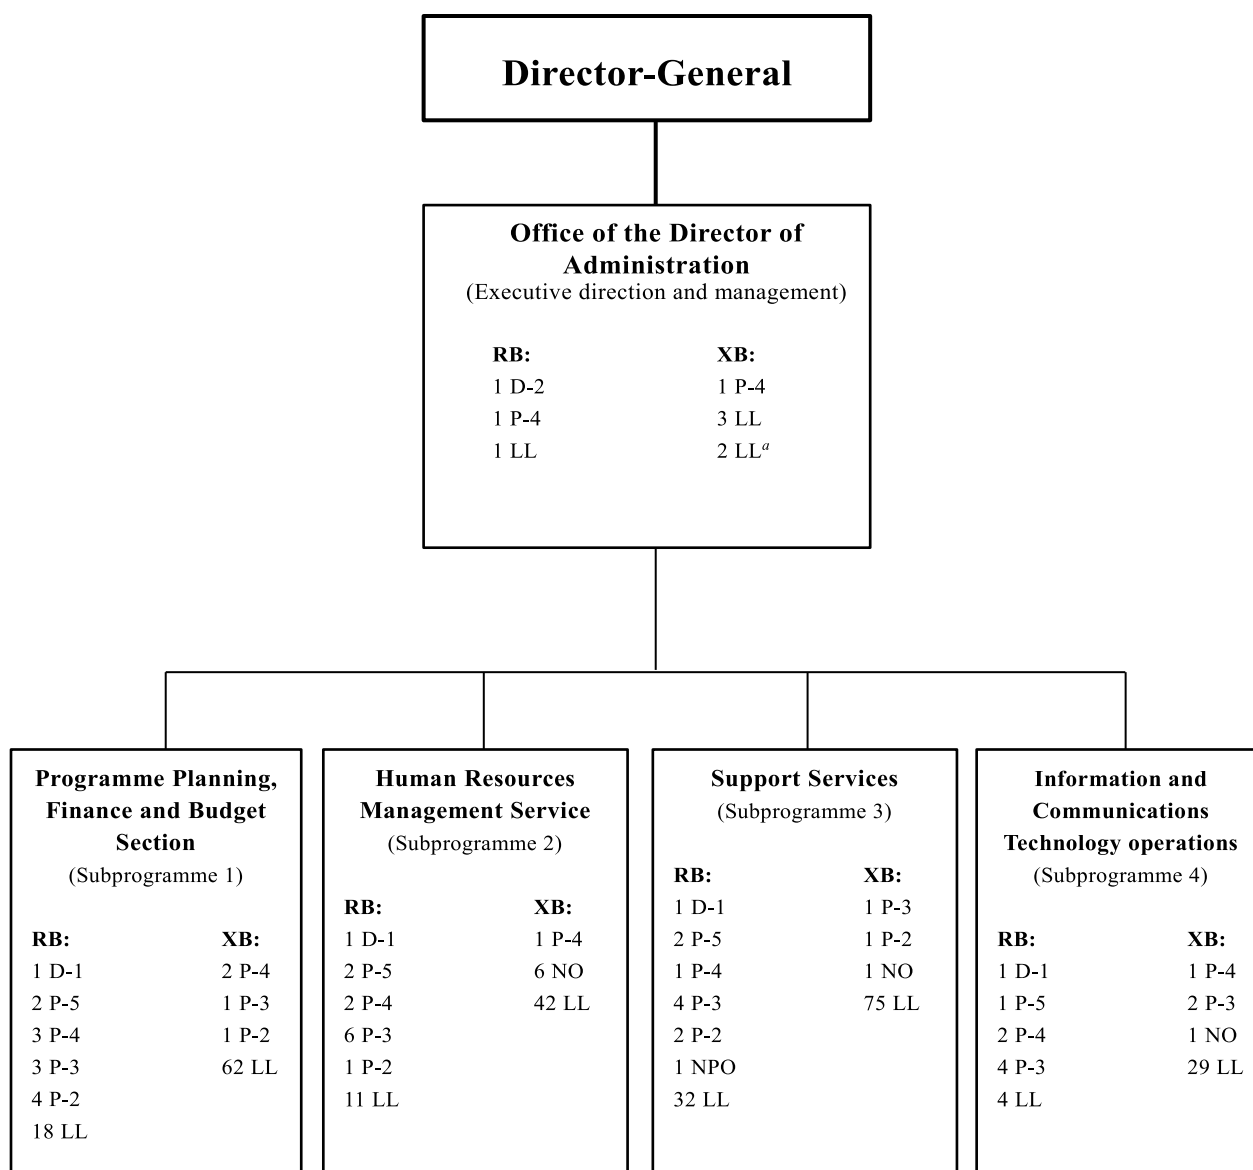 Director-General
Office of the Director of
Administration
(Executive direction and management)
RB:
1 D-2
1 P-4
1 LL
XB:
1 P-4
3 LL
2 LLa
Programme Planning,
Finance and Budget
Section
(Subprogramme 1)
RB:
1 D-1
2 P-5
3 P-4
3 P-3
4 P-2
18 LL
XB:
2 P-4
1 P-3
1 P-2
62 LL
Human Resources
Management Service
(Subprogramme 2)
RB:
1 D-1
2 P-5
2 P-4
6 P-3
1 P-2
11 LL
XB:
1 P-4
6 NO
42 LL
Support Services
(Subprogramme 3)
RB:
1 D-1
2 P-5
1 P-4
4 P-3
2 P-2
1 NPO
32 LL
XB:
1 P-3
1 P-2
1 NO
75 LL
Information and
Communications
Technology operations
(Subprogramme 4)
RB:
1 D-1
1 P-5
2 P-4
4 P-3
4 LL
XB:
1 P-4
2 P-3
1 NO
29 LL